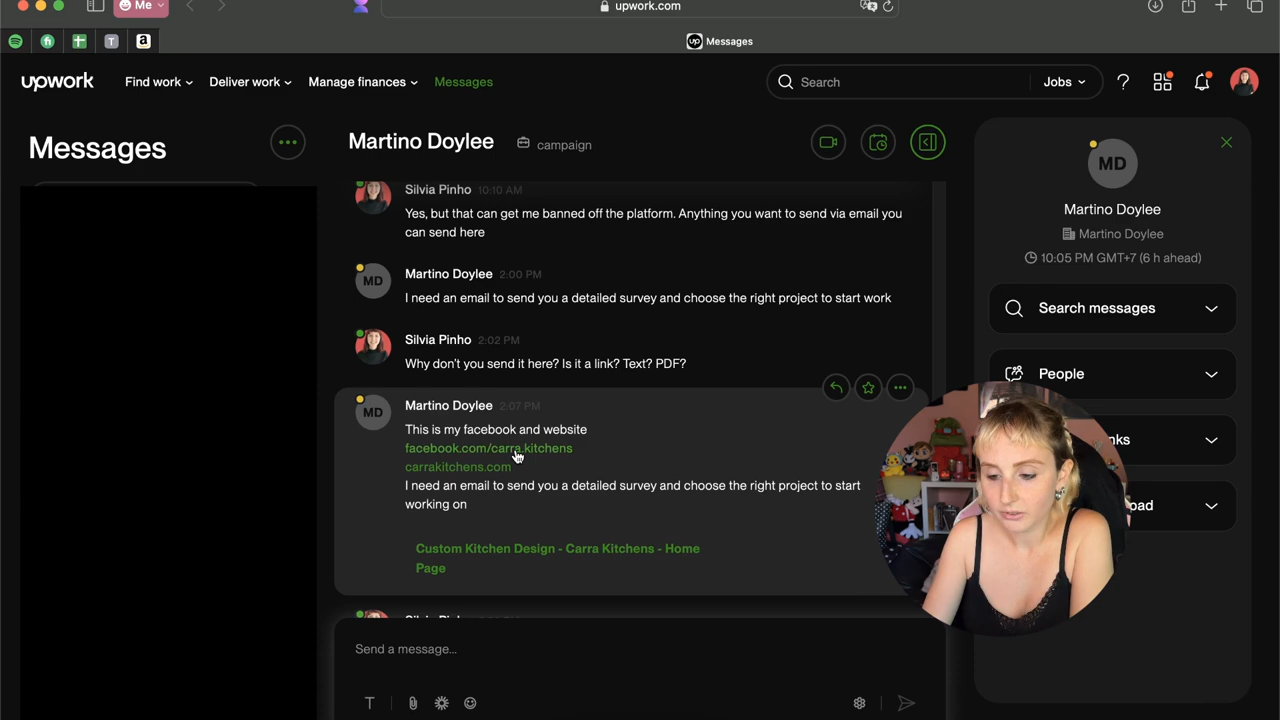 Me
upwork.com
T
a
up Messages
upwork
Find work
Deliver work
Manage finances
Messages
Search
Jobs
?
Messages
Martino Doylee
campaign
MD
Martino Doylee
Martino Doylee
10:05 PM GMT+7 (6 h ahead)
Search messages
People
Silvia Pinho 10:10 AM
Yes, but that can get me banned off the platform. Anything you want to send via email you
can send here
MD
Martino Doylee 2:00 PM
I need an email to send you a detailed survey and choose the right project to start work
Silvia Pinho 2:02 PM
Why don't you send it here? Is it a link? Text? PDF?
MD
Martino Doylee 2:07 PM
This is my facebook and website
facebook.com/carra.kitchens
carrakitchens.com
I need an email to send you a detailed survey and choose the right project to start
working on
Custom Kitchen Design - Carra Kitchens - Home
Page
Send a message...
T